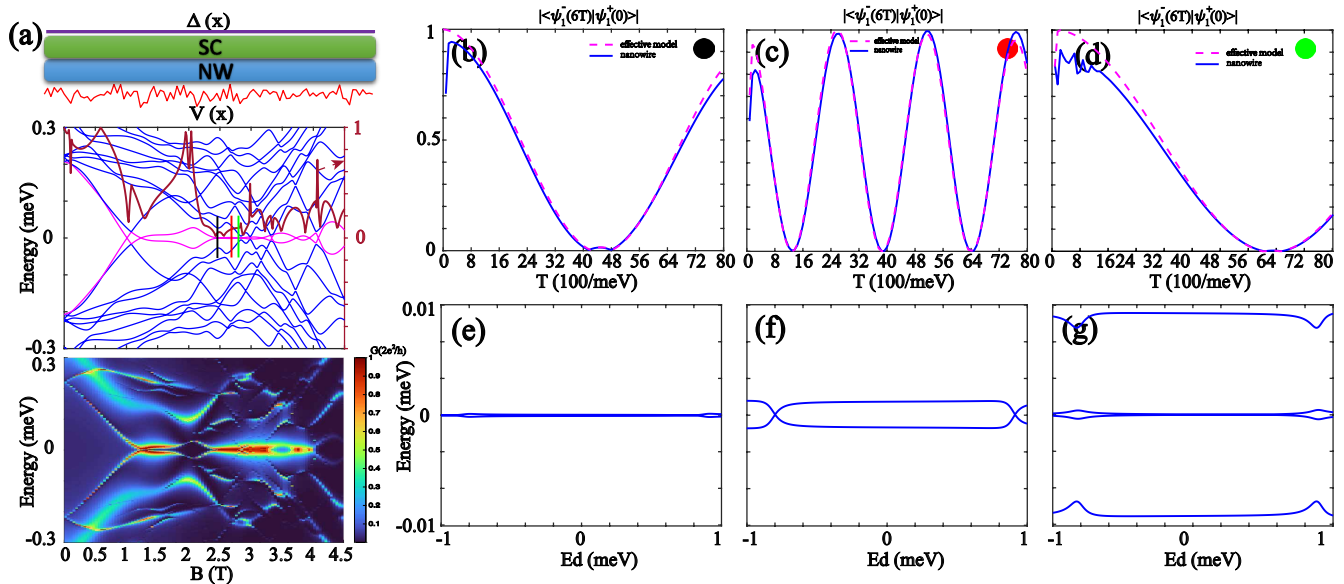 (a)
Δ (x)
SC
NW
V (x)
0.3
0
-0.3
Energy (meV)
1
0
G(2e²/h)
0.3
0
-0.3
Energy (meV)
1
0.9
0.8
0.7
0.6
0.5
0.4
0.3
0.2
0.1
0 0.5 1 1.5 2 2.5 3 3.5 4 4.5
B (T)
|<ψ₁⁻(6T)|ψ₁⁺(0)>|
(b)
effective model
nanowire
1
0.5
0
0 8 16 24 32 40 48 56 64 72 80
T (100/meV)
|<ψ₁⁻(6T)|ψ₁⁺(0)>|
(c)
effective model
nanowire
0 8 16 24 32 40 48 56 64 72 80
T (100/meV)
|<ψ₁⁻(6T)|ψ₁⁺(0)>|
(d)
effective model
nanowire
0 8 1624 32 40 48 56 64 72 80
T (100/meV)
(e)
0.01
0
-0.01
Energy (meV)
-1 0 1
Ed (meV)
(f)
-1 0 1
Ed (meV)
(g)
-1 0 1
Ed (meV)